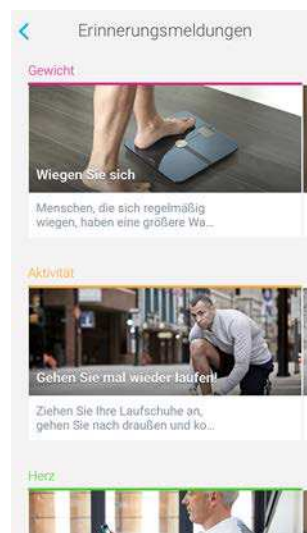 Erinnerungsmeldungen
Gewicht
Wiegen Sie sich
Menschen, die sich regelmäßig
wiegen, haben eine größere Wa...
Aktivität
Gehen Sie mal wieder laufen!
Ziehen Sie Ihre Laufschuhe an,
gehen Sie nach draußen und ko...
Herz